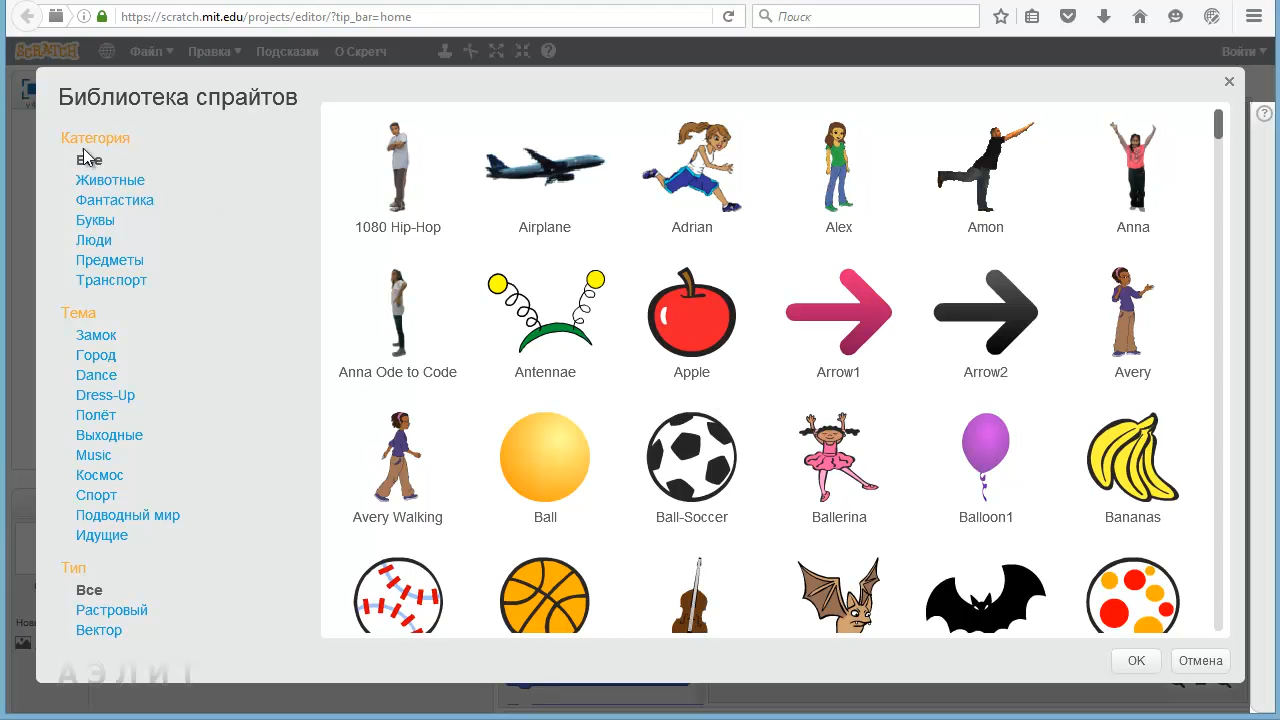 https://scratch.mit.edu/projects/editor/?tip_bar=home
Поиск
SCRATCH
Файл
Правка
Подсказки
О Скретч
Войти
Библиотека спрайтов
Категория
Все
Животные
Фантастика
Буквы
Люди
Предметы
Транспорт
Тема
Замок
Город
Dance
Dress-Up
Полёт
Выходные
Music
Космос
Спорт
Подводный мир
Идущие
Тип
Все
Растровый
Вектор
1080 Hip-Hop
Airplane
Adrian
Alex
Amon
Anna
Anna Ode to Code
Antennae
Apple
Arrow1
Arrow2
Avery
Avery Walking
Ball
Ball-Soccer
Ballerina
Balloon1
Bananas
OK
Отмена
АЭЛИТ